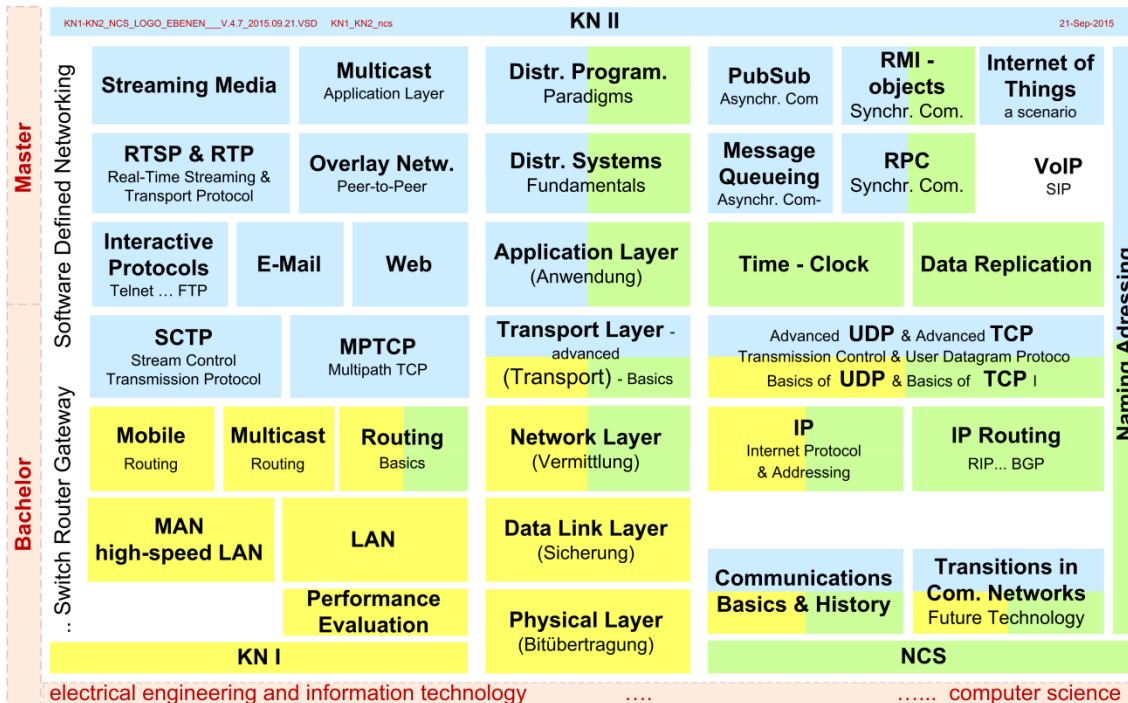 KN1-KN2_NCS_LOGO_EBENEN___V.4.7_2015.09.21.VSD KN1_KN2_ncs
KN II
21-Sep-2015
Master
Bachelor
Software Defined Networking
.. Switch Router Gateway
Streaming Media
Multicast
Application Layer
Distr. Program.
Paradigms
PubSub
Asynchr. Com
RMI -
objects
Synchr. Com.
Internet of
Things
a scenario
RTSP & RTP
Real-Time Streaming &
Transport Protocol
Overlay Netw.
Peer-to-Peer
Distr. Systems
Fundamentals
Message
Queueing
Asynchr. Com-
RPC
Synchr. Com.
VoIP
SIP
Interactive
Protocols
Telnet … FTP
E-Mail
Web
Application Layer
(Anwendung)
Time - Clock
Data Replication
SCTP
Stream Control
Transmission Protocol
MPTCP
Multipath TCP
Transport Layer -
advanced
(Transport) - Basics
Advanced UDP & Advanced TCP
Transmission Control & User Datagram Protoco
Basics of UDP & Basics of TCP l
Mobile
Routing
Multicast
Routing
Routing
Basics
Network Layer
(Vermittlung)
IP
Internet Protocol
& Addressing
IP Routing
RIP... BGP
MAN
high-speed LAN
LAN
Data Link Layer
(Sicherung)
Communications
Basics & History
Transitions in
Com. Networks
Future Technology
Performance
Evaluation
Physical Layer
(Bitübertragung)
KN I
NCS
Naming Adressing
electrical engineering and information technology …. …... computer science